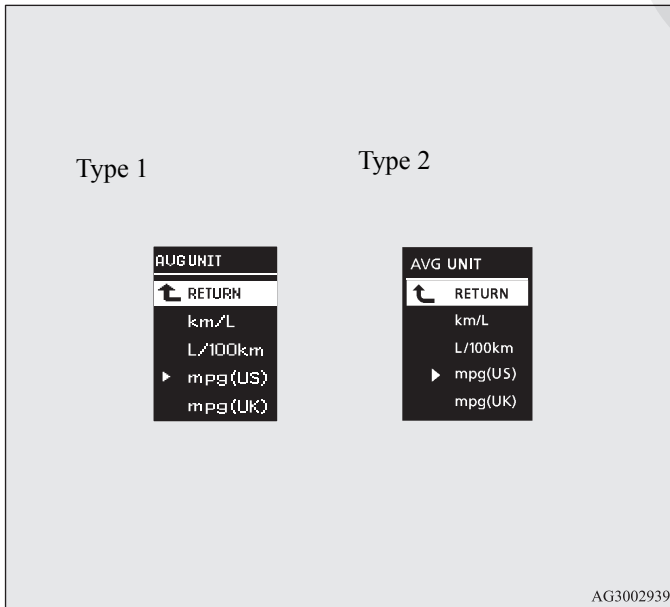 Type 1
Type 2
AVG UNIT
RETURN
km/L
L/100km
mpg(US)
mpg(UK)
AVG UNIT
RETURN
km/L
L/100km
mpg(US)
mpg(UK)
AG3002939